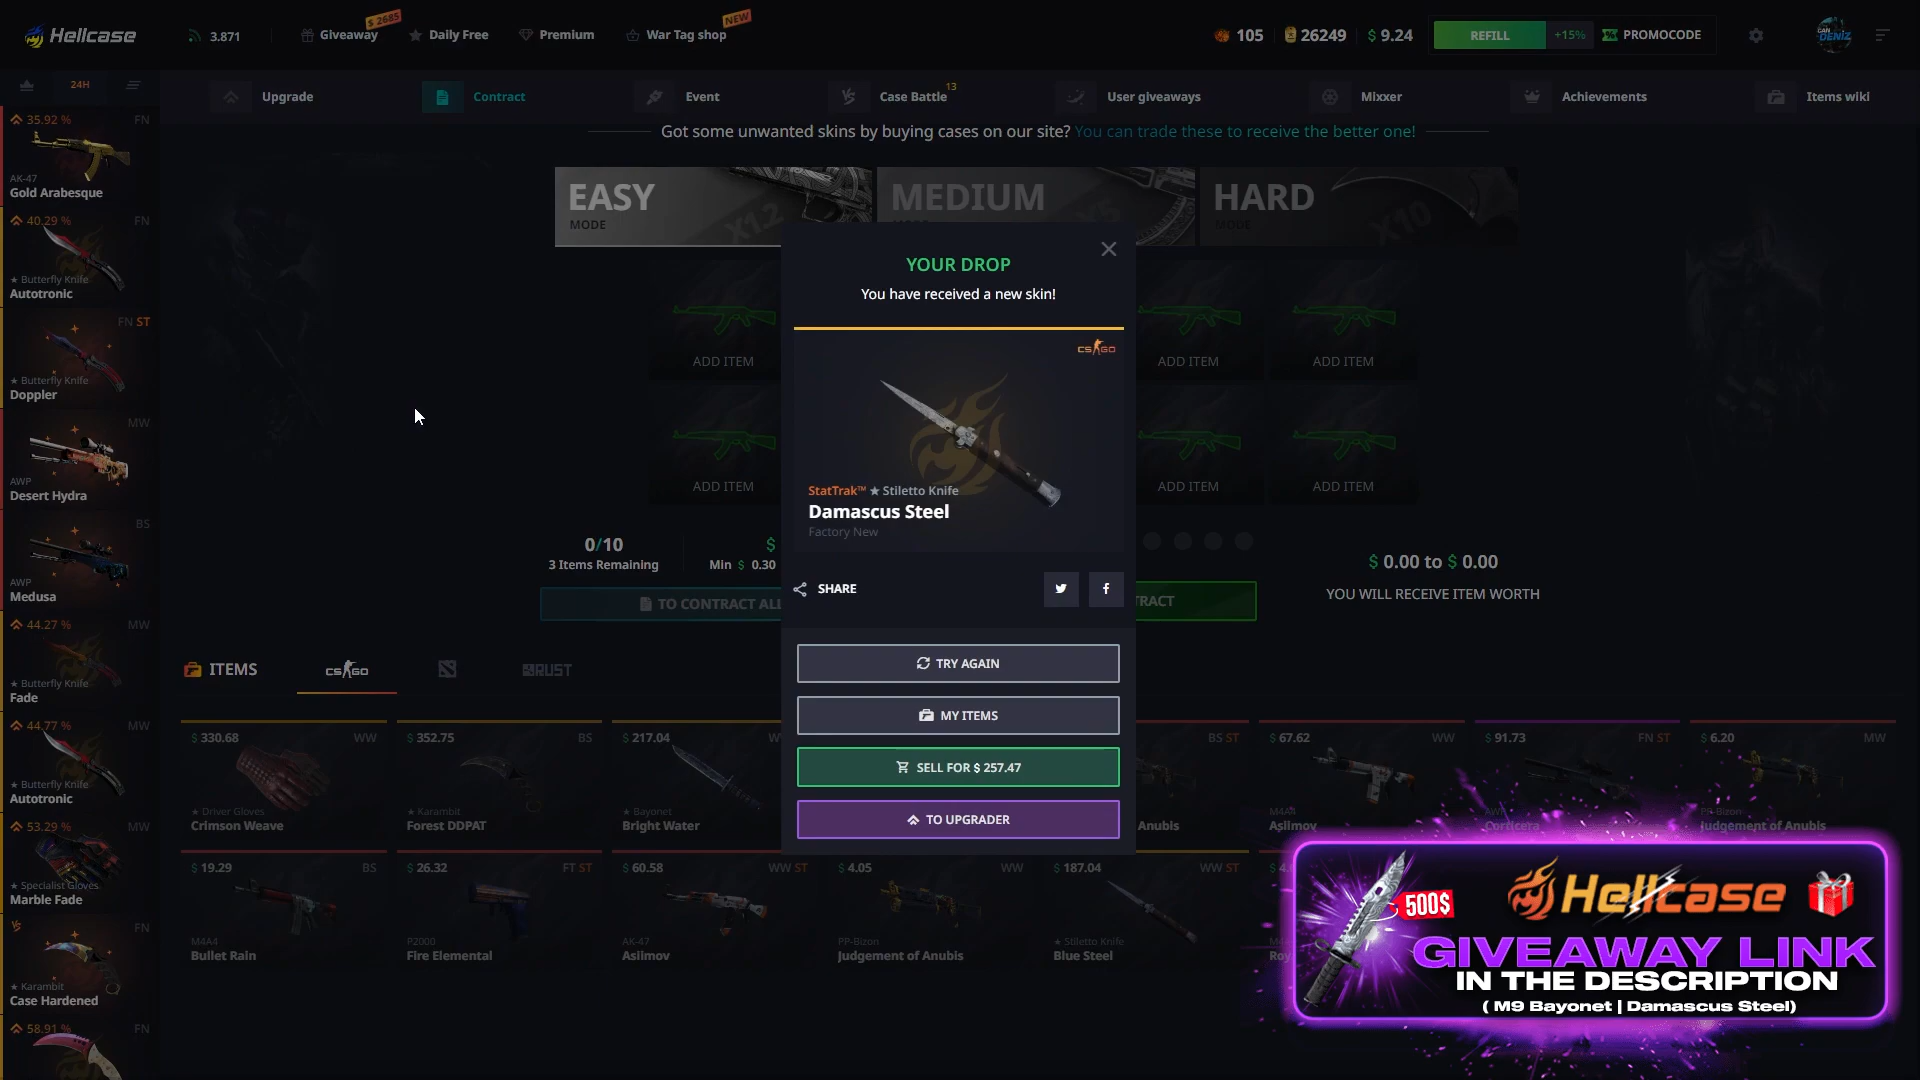 Hellcase
3.871
Giveaway
$ 2685
Daily Free
Premium
War Tag shop
NEW
105
26249
$ 9.24
REFILL
+15%
PROMOCODE
CAN DENİZ
24H
Upgrade
Contract
Event
Case Battle
13
User giveaways
Mixxer
Achievements
Items wiki
Got some unwanted skins by buying cases on our site? You can trade these to receive the better one!
EASY
MODE
X1.2
MEDIUM
X5
HARD
MODE
X10
35.92 %
FN
AK-47
Gold Arabesque
40.29 %
FN
★ Butterfly Knife
Autotronic
FN ST
★ Butterfly Knife
Doppler
MW
AWP
Desert Hydra
BS
AWP
Medusa
44.27 %
MW
★ Butterfly Knife
Fade
44.77 %
MW
★ Butterfly Knife
Autotronic
53.29 %
MW
★ Specialist Gloves
Marble Fade
FN
★ Karambit
Case Hardened
58.91 %
FN
ADD ITEM
ADD ITEM
ADD ITEM
ADD ITEM
ADD ITEM
ADD ITEM
0/10
3 Items Remaining
$
Min $ 0.30
TO CONTRACT ALL
TRACT
$ 0.00 to $ 0.00
YOU WILL RECEIVE ITEM WORTH
YOUR DROP
You have received a new skin!
CS GO
StatTrak™ ★ Stiletto Knife
Damascus Steel
Factory New
SHARE
TRY AGAIN
MY ITEMS
SELL FOR $ 257.47
TO UPGRADER
ITEMS
CS GO
RUST
$ 330.68
WW
★ Driver Gloves
Crimson Weave
$ 352.75
BS
★ Karambit
Forest DDPAT
$ 217.04
★ Bayonet
Bright Water
BS ST
Anubis
$ 67.62
WW
M4A4
Asiimov
$ 91.73
FN ST
Corticera
$ 6.20
MW
PP-Bizon
Judgement of Anubis
$ 19.29
BS
M4A4
Bullet Rain
$ 26.32
FT ST
P2000
Fire Elemental
$ 60.58
WW ST
AK-47
Asiimov
$ 4.05
WW
PP-Bizon
Judgement of Anubis
$ 187.04
WW ST
★ Stiletto Knife
Blue Steel
500$
Hellcase
GIVEAWAY LINK
IN THE DESCRIPTION
( M9 Bayonet | Damascus Steel)